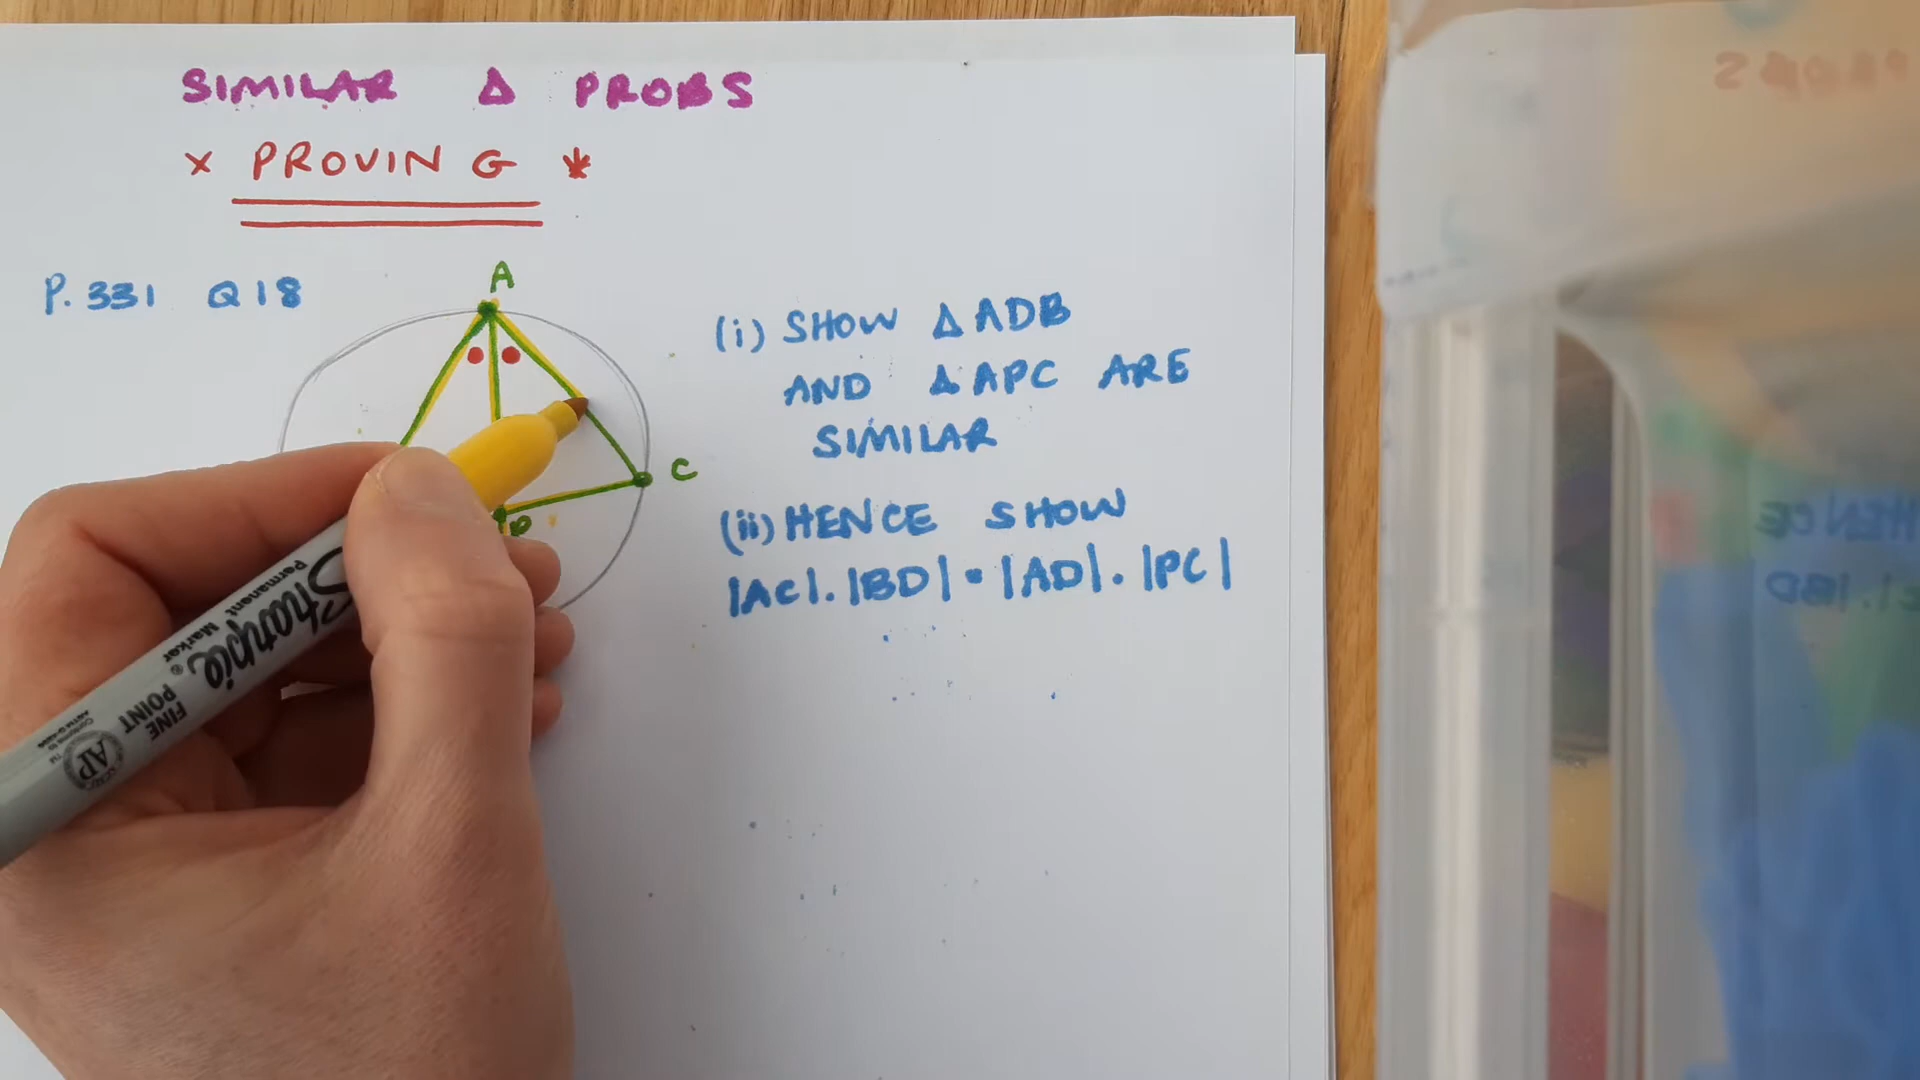 SIMILAR Δ PROBS
× PROVING *
P. 331 Q18
A
C
P
(i) SHOW Δ ADB
AND Δ APC ARE
SIMILAR
(ii) HENCE SHOW
|AC|.|BD| = |AD|.|PC|
Sharpie
Permanent
Marker
FINE
POINT
AP